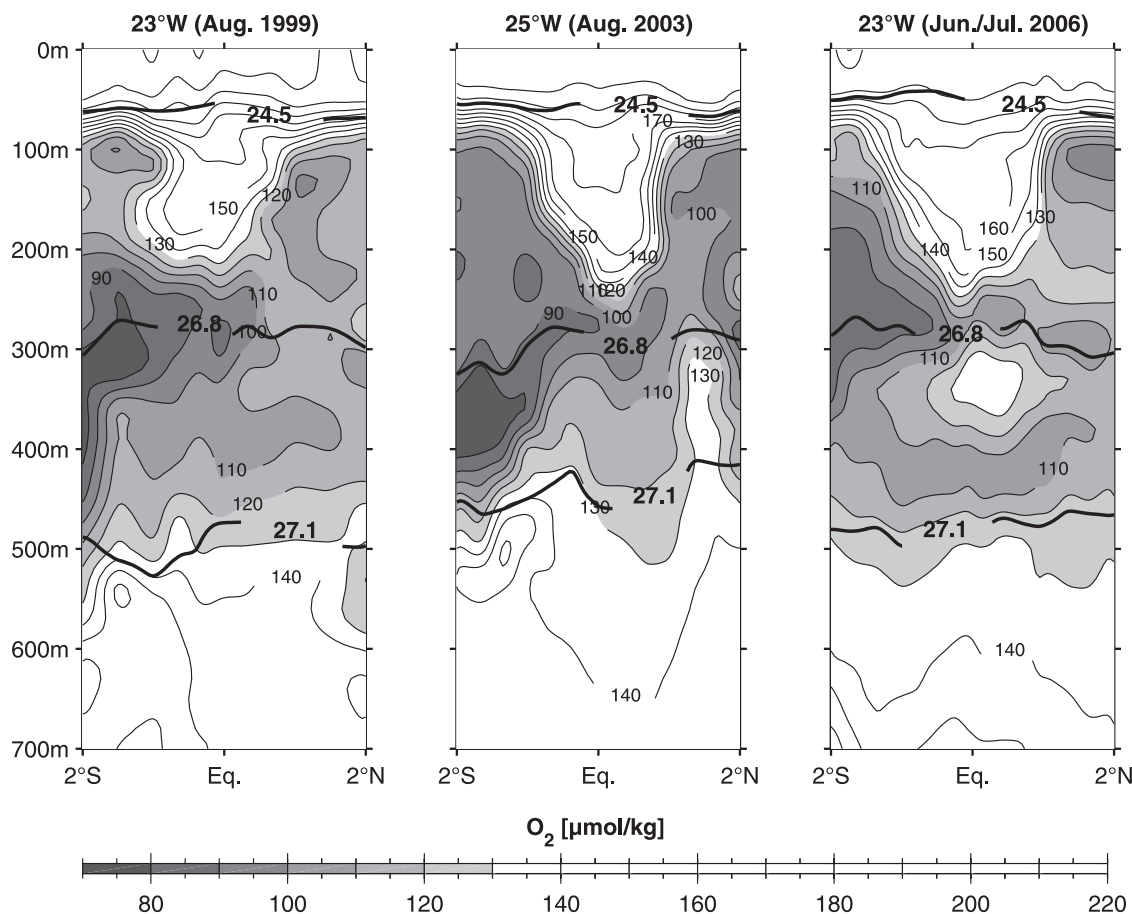 23°W (Aug. 1999)
25°W (Aug. 2003)
23°W (Jun./Jul. 2006)
0m
100m
200m
300m
400m
500m
600m
700m
24.5
120
150
130
90
110
26.8
100
110
120
27.1
140
24.5
170
130
100
150
140
110
120
100
90
26.8
120
130
110
27.1
130
140
24.5
110
130
160
140
150
26.8
110
110
27.1
140
2°S
Eq.
2°N
2°S
Eq.
2°N
2°S
Eq.
2°N
O₂ [µmol/kg]
80
100
120
140
160
180
200
220